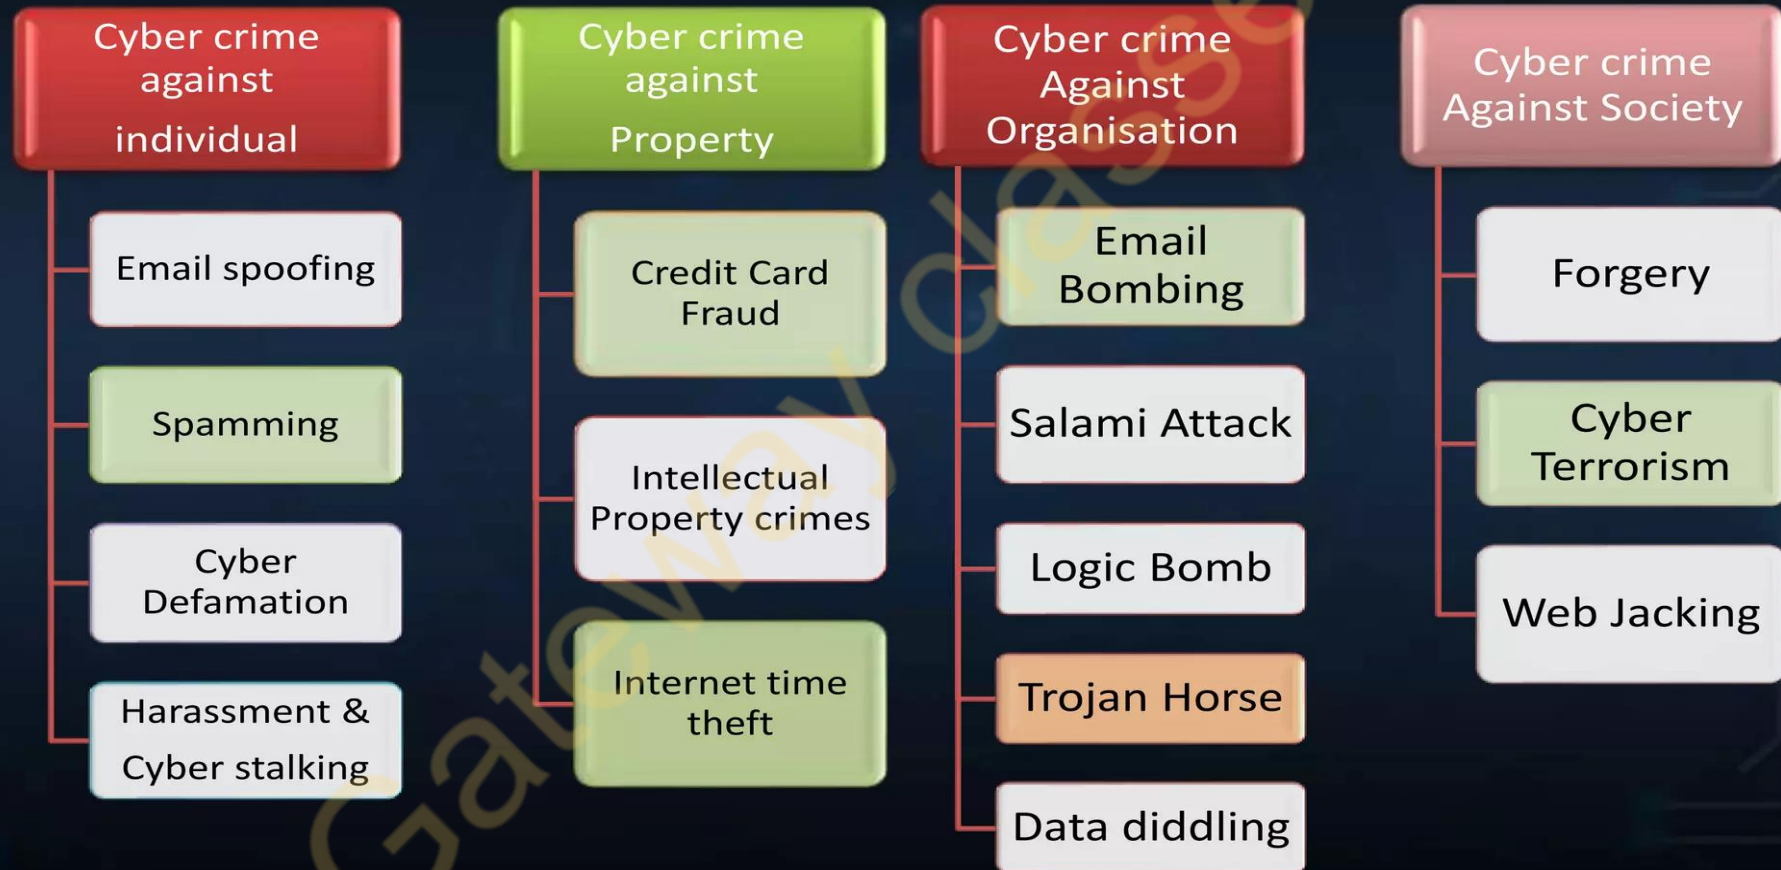 Cyber crime
against
individual
Email spoofing
Spamming
Cyber
Defamation
Harassment &
Cyber stalking
Cyber crime
against
Property
Credit Card
Fraud
Intellectual
Property crimes
Internet time
theft
Cyber crime
Against
Organisation
Email
Bombing
Salami Attack
Logic Bomb
Trojan Horse
Data diddling
Cyber crime
Against Society
Forgery
Cyber
Terrorism
Web Jacking
Gateway classe